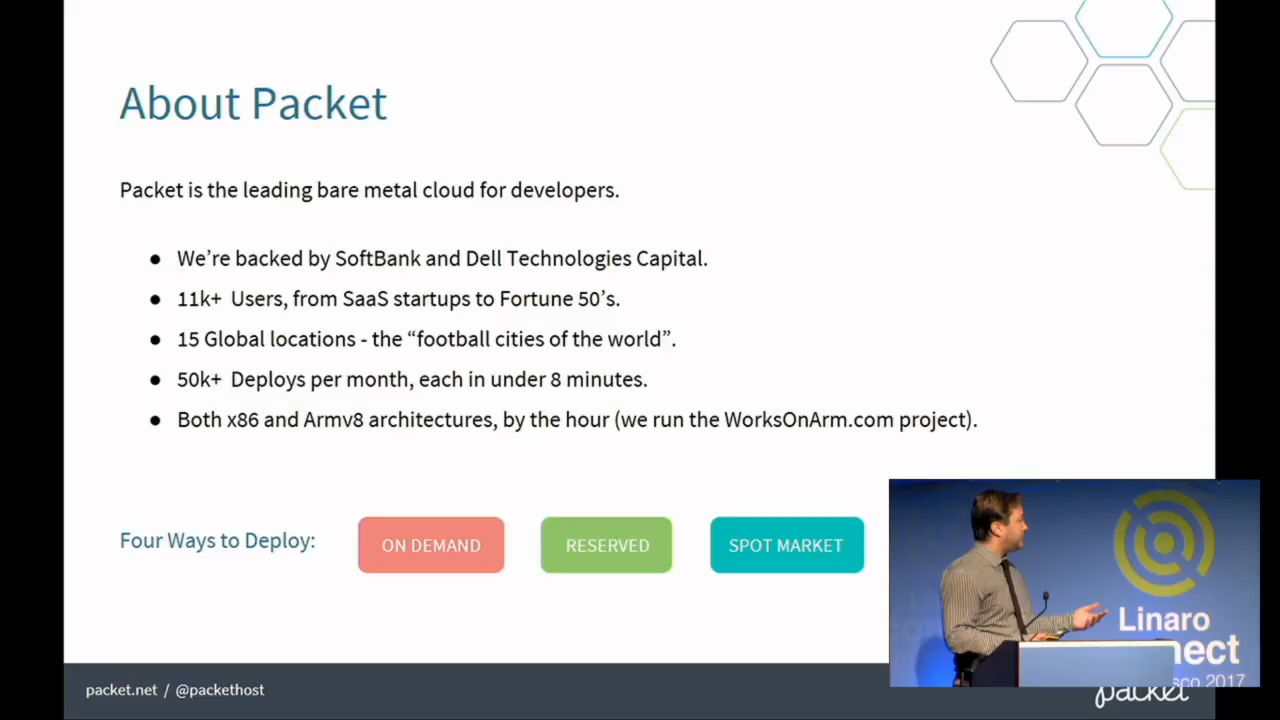 About Packet
Packet is the leading bare metal cloud for developers.
● We’re backed by SoftBank and Dell Technologies Capital.
● 11k+ Users, from SaaS startups to Fortune 50’s.
● 15 Global locations - the “football cities of the world”.
● 50k+ Deploys per month, each in under 8 minutes.
● Both x86 and Armv8 architectures, by the hour (we run the WorksOnArm.com project).
Four Ways to Deploy:
ON DEMAND
RESERVED
SPOT MARKET
Linaro
nect
sco 2017
packet.net / @packethost
packet